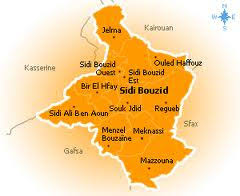 N
W
E
S
Kairouan
Jelma
Ouled Haffouz
Kasserine
Sidi Bouzid
Ouest
Sidi Bouzid
Est
Bir El Hfay
Sidi Bouzid
Souk Jdid
Regueb
Sidi Ali Ben Aoun
Sfax
Menzel
Bouzaine
Meknassi
Gafsa
Mazzouna